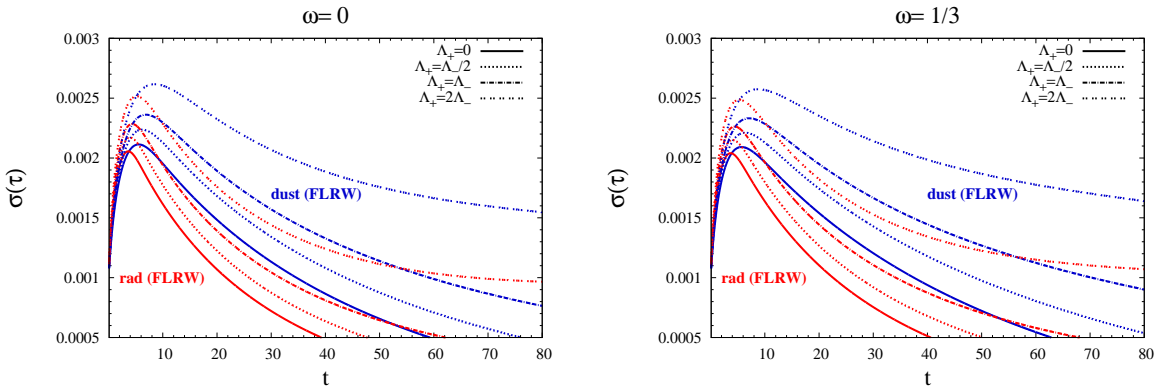 ω= 0
0.003
0.0025
0.002
0.0015
0.001
0.0005
σ(τ)
Λ₊=0
Λ₊=Λ₋/2
Λ₊=Λ₋
Λ₊=2Λ₋
dust (FLRW)
rad (FLRW)
10 20 30 40 50 60 70 80
t
ω= 1/3
0.003
0.0025
0.002
0.0015
0.001
0.0005
σ(τ)
Λ₊=0
Λ₊=Λ₋/2
Λ₊=Λ₋
Λ₊=2Λ₋
dust (FLRW)
rad (FLRW)
10 20 30 40 50 60 70 80
t